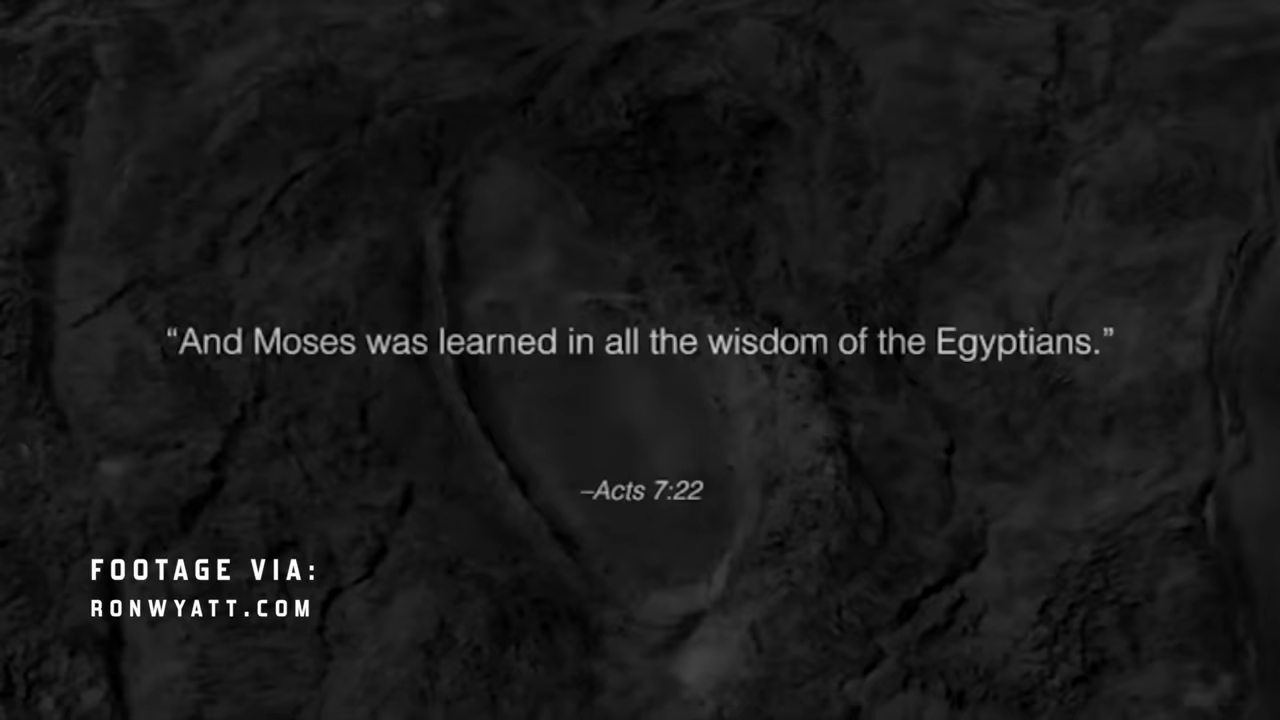 “And Moses was learned in all the wisdom of the Egyptians.”
–Acts 7:22
FOOTAGE VIA:
RONWYATT.COM